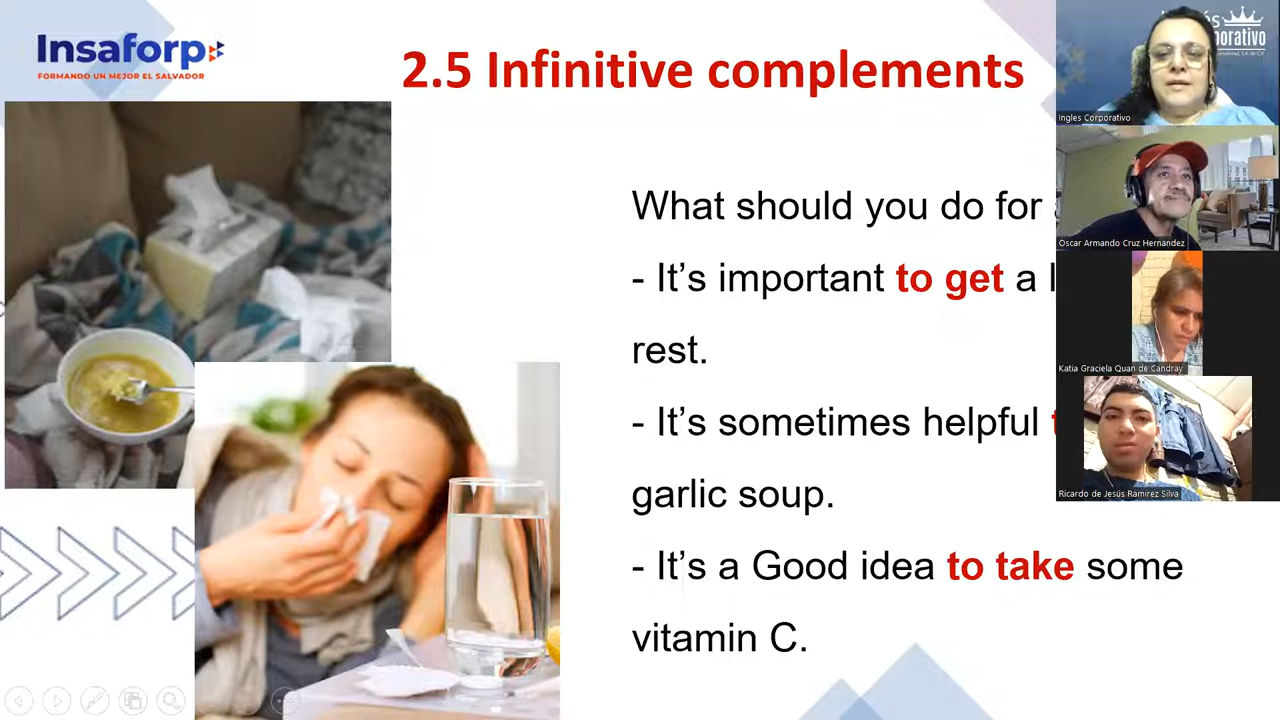 Insaforp
FORMANDO UN MEJOR EL SALVADOR
2.5 Infinitive complements
What should you do for
- It's important to get a
rest.
- It's sometimes helpful
garlic soup.
- It's a Good idea to take some
vitamin C.
Ingles Corporativo
Oscar Armando Cruz Hernandez
Katia Graciela Quan de Candray
Ricardo de Jesús Ramírez Silva